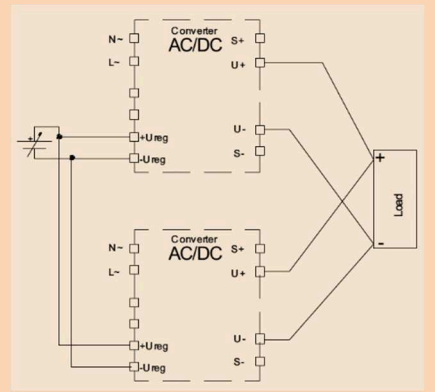 Converter
AC/DC
N~
S+
L~
U+
+Ureg
U-
-Ureg
S-
+
+
-
Load
Converter
AC/DC
N~
S+
L~
U+
+Ureg
U-
-Ureg
S-